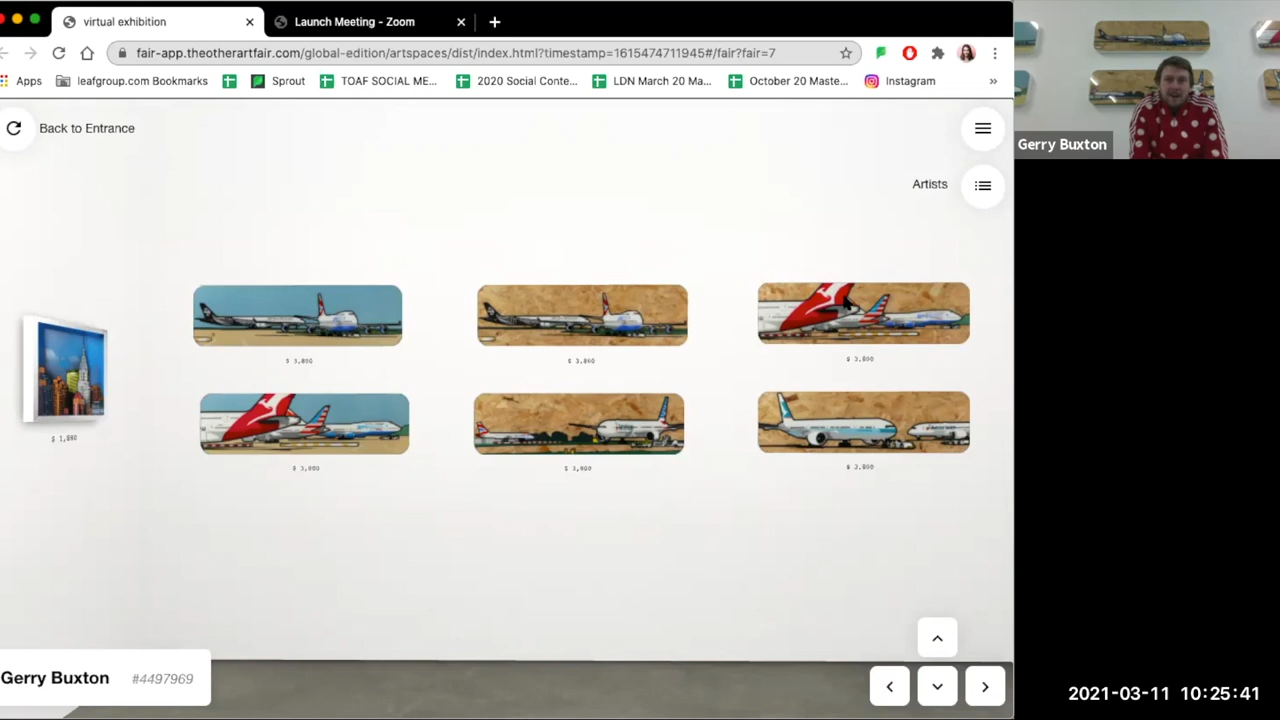 virtual exhibition
Launch Meeting - Zoom
fair-app.theotherartfair.com/global-edition/artspaces/dist/index.html?timestamp=1615474711945#/fair?fair=7
Apps
leafgroup.com Bookmarks
Sprout
TOAF SOCIAL ME...
2020 Social Conte...
LDN March 20 Ma...
October 20 Maste...
Instagram
»
Back to Entrance
Gerry Buxton
Artists
Gerry Buxton #4497969
2021-03-11 10:25:41